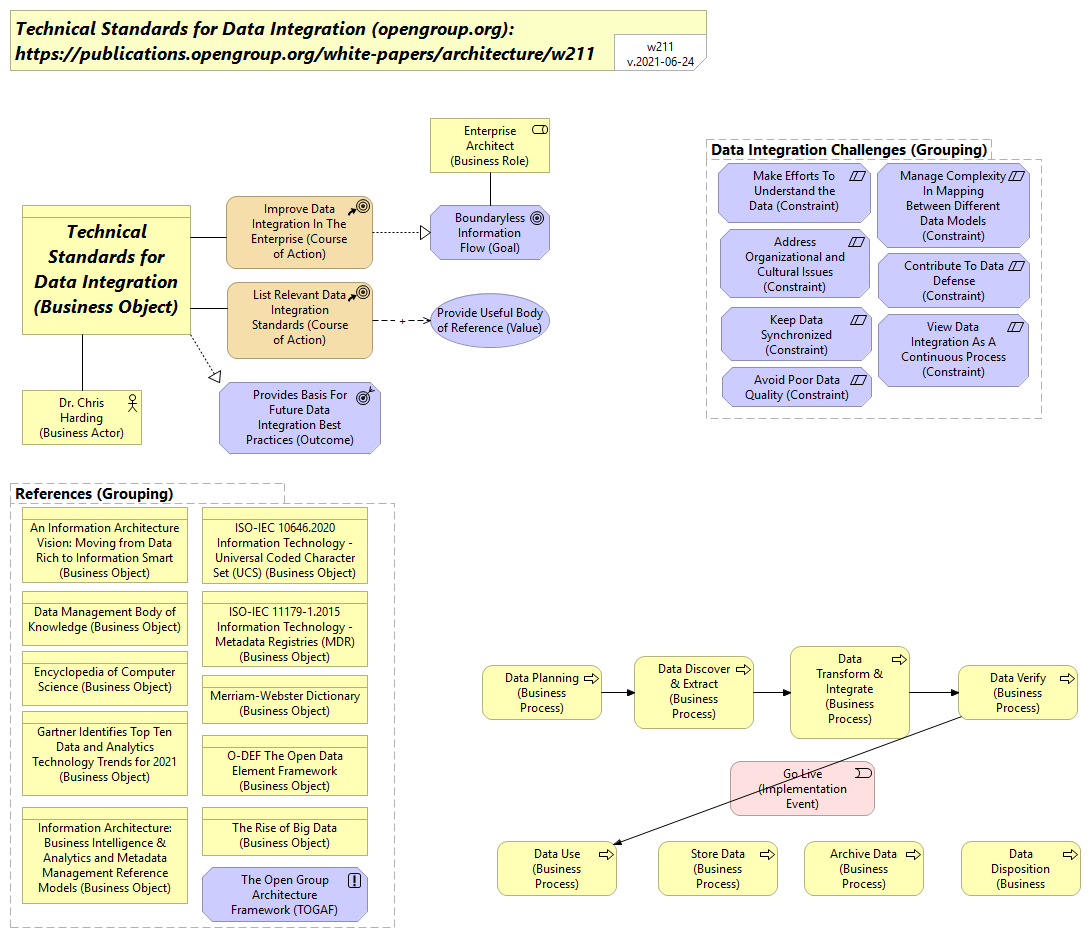 Technical Standards for Data Integration (opengroup.org):
https://publications.opengroup.org/white-papers/architecture/w211
w211
v.2021-06-24
Enterprise
Architect
(Business Role)
Improve Data
Integration In The
Enterprise (Course
of Action)
Boundaryless
Information
Flow (Goal)
Technical
Standards for
Data Integration
(Business Object)
List Relevant Data
Integration
Standards (Course
of Action)
+
Provide Useful Body
of Reference (Value)
Dr. Chris
Harding
(Business Actor)
Provides Basis For
Future Data
Integration Best
Practices (Outcome)
Data Integration Challenges (Grouping)
Make Efforts To
Understand the
Data (Constraint)
Manage Complexity
In Mapping
Between Different
Data Models
(Constraint)
Address
Organizational and
Cultural Issues
(Constraint)
Contribute To Data
Defense
(Constraint)
Keep Data
Synchronized
(Constraint)
View Data
Integration As A
Continuous Process
(Constraint)
Avoid Poor Data
Quality (Constraint)
References (Grouping)
An Information Architecture
Vision: Moving from Data
Rich to Information Smart
(Business Object)
ISO-IEC 10646.2020
Information Technology -
Universal Coded Character
Set (UCS) (Business Object)
Data Management Body of
Knowledge (Business Object)
ISO-IEC 11179-1.2015
Information Technology -
Metadata Registries (MDR)
(Business Object)
Encyclopedia of Computer
Science (Business Object)
Merriam-Webster Dictionary
(Business Object)
Gartner Identifies Top Ten
Data and Analytics
Technology Trends for 2021
(Business Object)
O-DEF The Open Data
Element Framework
(Business Object)
Information Architecture:
Business Intelligence &
Analytics and Metadata
Management Reference
Models (Business Object)
The Rise of Big Data
(Business Object)
The Open Group
Architecture
Framework (TOGAF)
Data Planning
(Business
Process)
Data Discover
& Extract
(Business
Process)
Data
Transform &
Integrate
(Business
Process)
Data Verify
(Business
Process)
Go Live
(Implementation
Event)
Data Use
(Business
Process)
Store Data
(Business
Process)
Archive Data
(Business
Process)
Data
Disposition
(Business